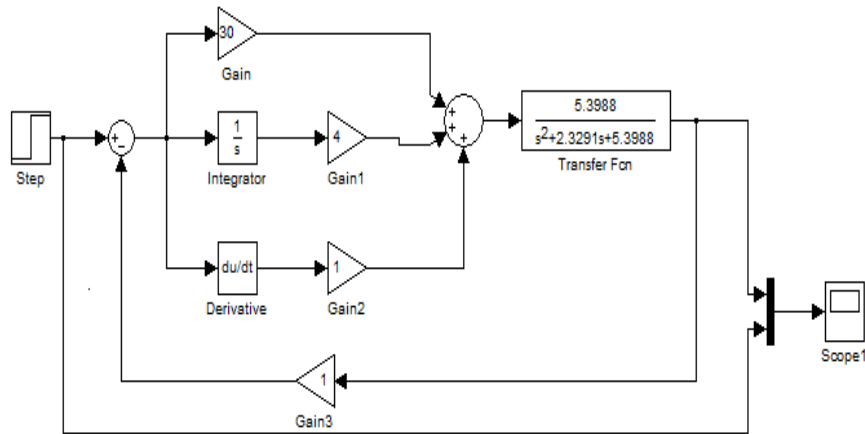 30
Gain
+
−
Step
1
s
Integrator
4
Gain1
+
+
+
5.3988
s²+2.3291s+5.3988
Transfer Fcn
du/dt
Derivative
1
Gain2
Scope1
1
Gain3